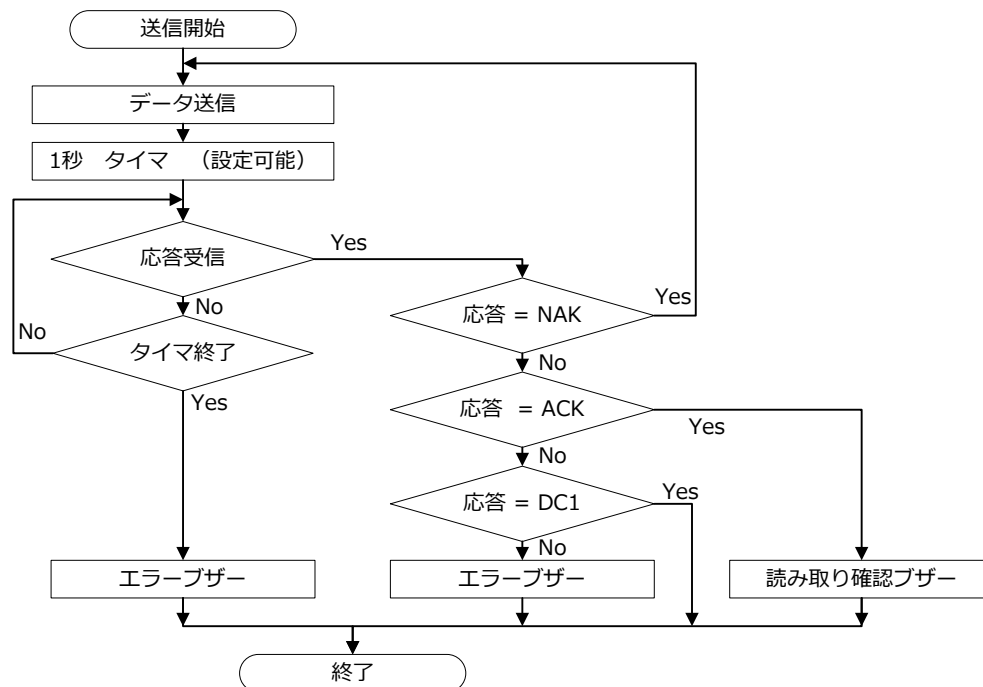 送信開始
データ送信
1秒　タイマ　（設定可能）
応答受信
Yes
No
タイマ終了
No
Yes
応答 = NAK
Yes
No
応答 = ACK
Yes
No
応答 = DC1
Yes
No
エラーブザー
エラーブザー
読み取り確認ブザー
終了